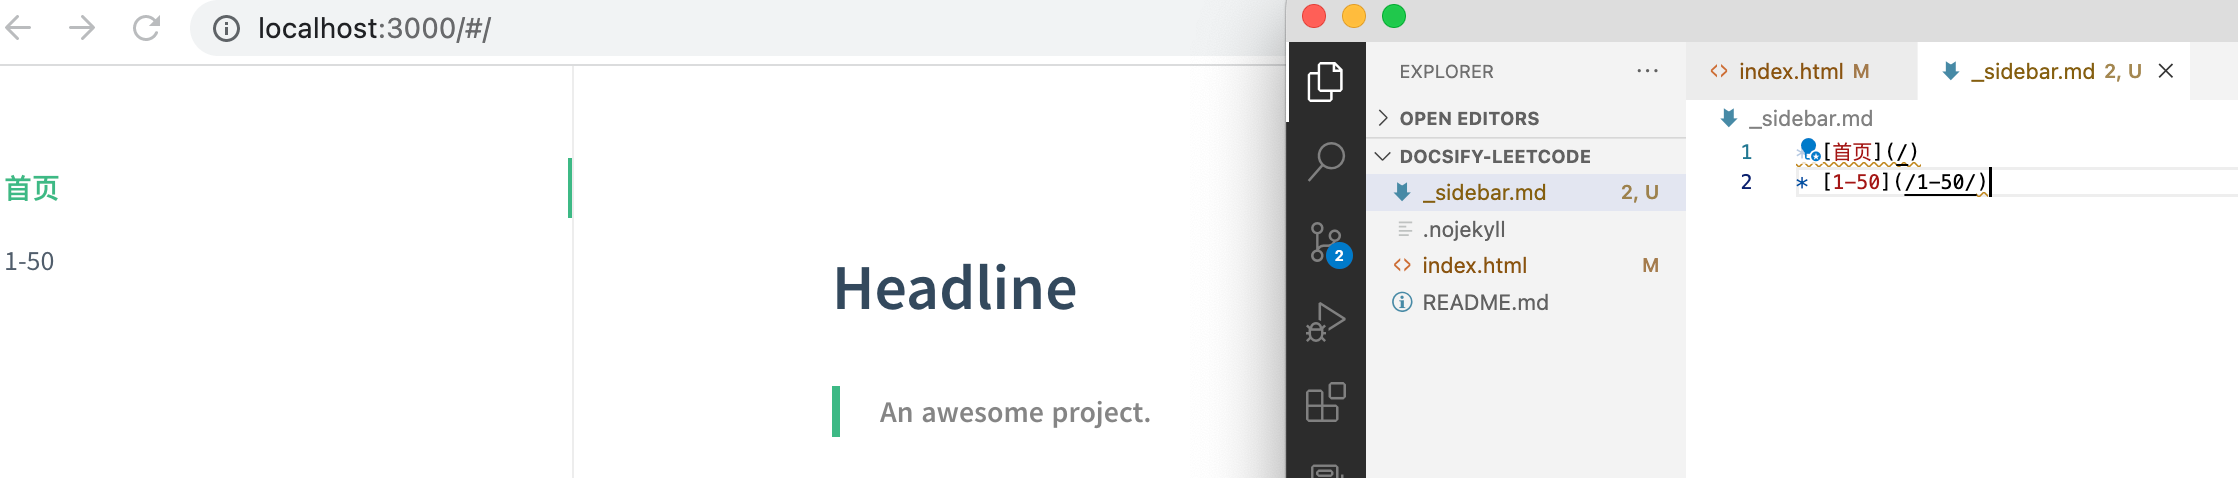 localhost:3000/#/
首页
1-50
Headline
An awesome project.
EXPLORER
OPEN EDITORS
DOCSIFY-LEETCODE
_sidebar.md 2, U
.nojekyll
index.html M
README.md
2
index.html M
_sidebar.md 2, U
_sidebar.md
1 * [首页](/)
2 * [1-50](/1-50/)